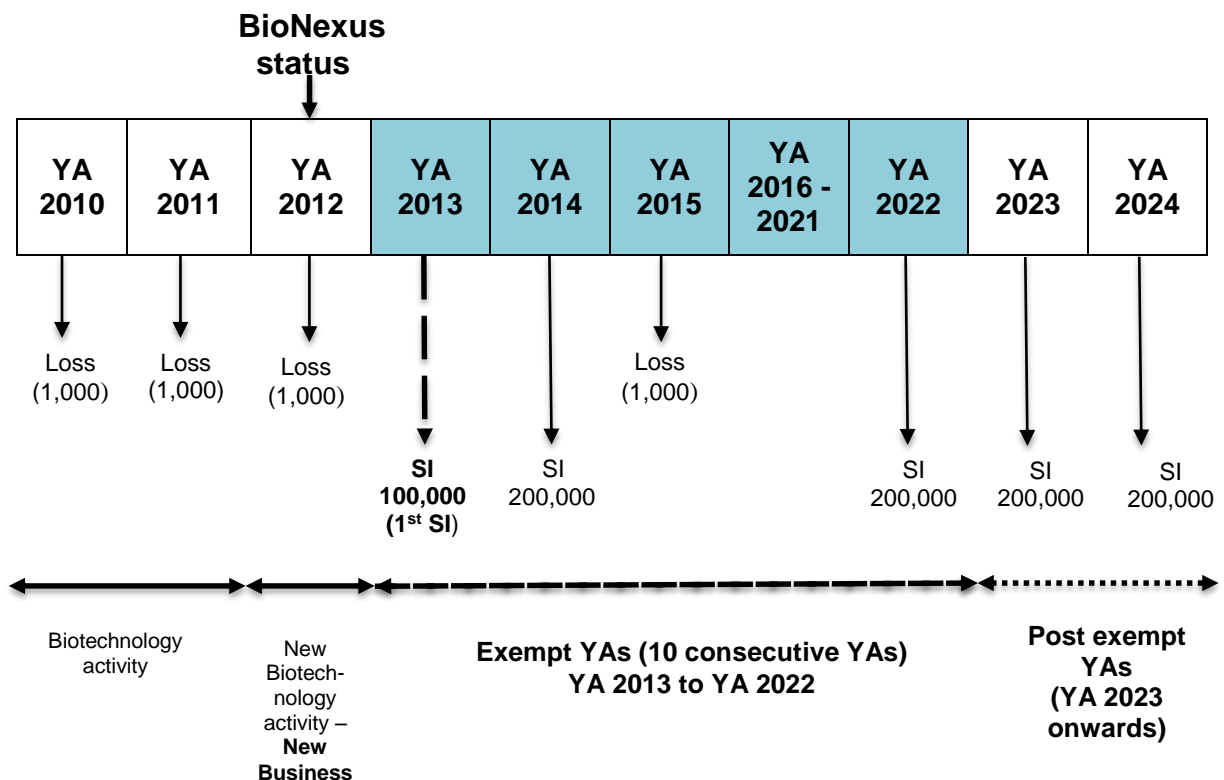 BioNexus
status
YA
2010
YA
2011
YA
2012
YA
2013
YA
2014
YA
2015
YA
2016 -
2021
YA
2022
YA
2023
YA
2024
Loss
(1,000)
Loss
(1,000)
Loss
(1,000)
Loss
(1,000)
SI
100,000
(1st SI)
SI
200,000
SI
200,000
SI
200,000
SI
200,000
Biotechnology
activity
New
Biotech-
nology
activity –
New
Business
Exempt YAs (10 consecutive YAs)
YA 2013 to YA 2022
Post exempt
YAs
(YA 2023
onwards)